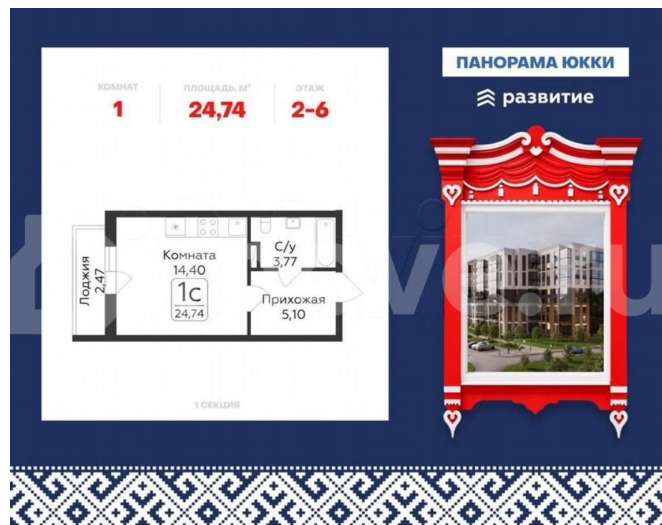 КОМНАТ
1
ПЛОЩАДЬ, М²
24,74
ЭТАЖ
2-6
ПАНОРАМА ЮККИ
развитие
Лоджия
2,47
Комната
14,40
1С
24,74
С/у
3,77
Прихожая
5,10
1 СЕКЦИЯ